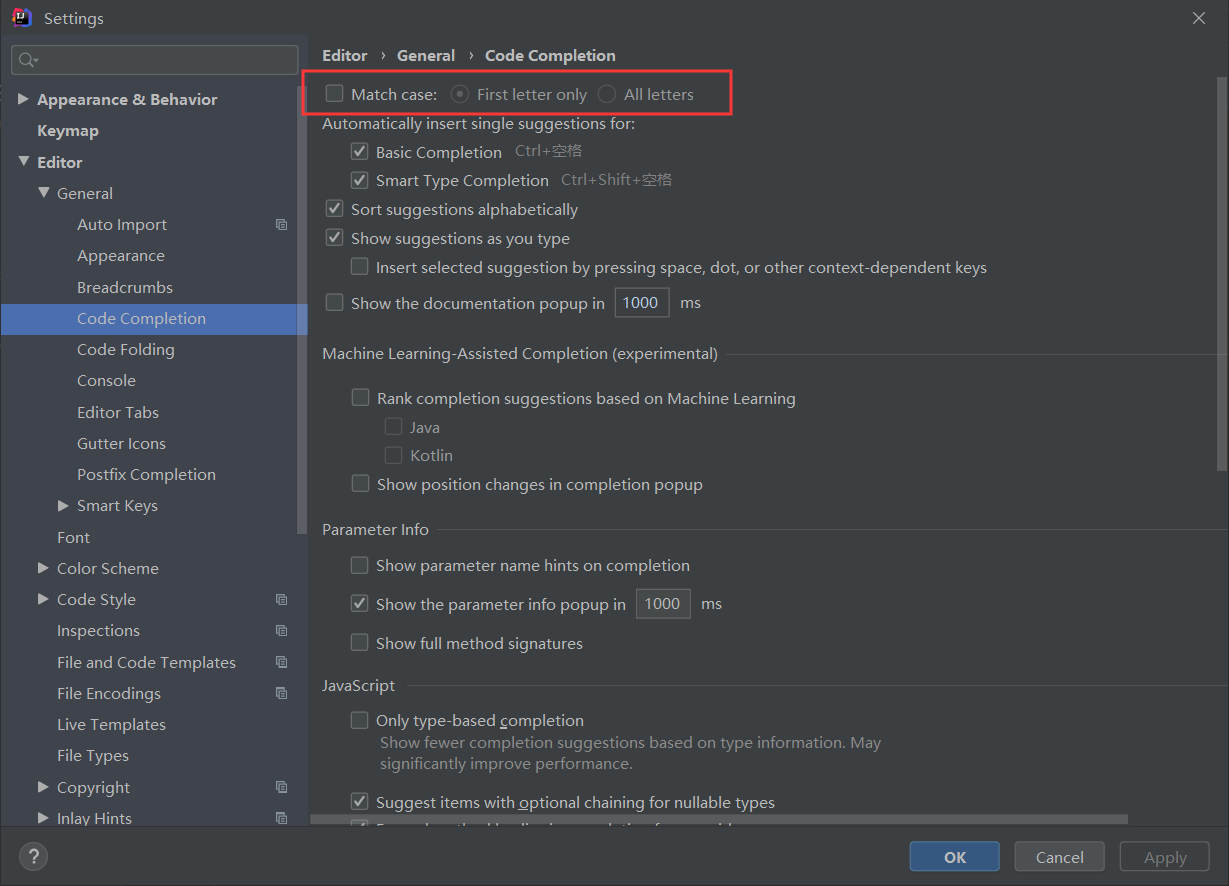 Settings
Appearance & Behavior
Keymap
Editor
General
Auto Import
Appearance
Breadcrumbs
Code Completion
Code Folding
Console
Editor Tabs
Gutter Icons
Postfix Completion
Smart Keys
Font
Color Scheme
Code Style
Inspections
File and Code Templates
File Encodings
Live Templates
File Types
Copyright
Inlay Hints
Editor › General › Code Completion
Match case: First letter only All letters
Automatically insert single suggestions for:
Basic Completion Ctrl+空格
Smart Type Completion Ctrl+Shift+空格
Sort suggestions alphabetically
Show suggestions as you type
Insert selected suggestion by pressing space, dot, or other context-dependent keys
Show the documentation popup in 1000 ms
Machine Learning-Assisted Completion (experimental)
Rank completion suggestions based on Machine Learning
Java
Kotlin
Show position changes in completion popup
Parameter Info
Show parameter name hints on completion
Show the parameter info popup in 1000 ms
Show full method signatures
JavaScript
Only type-based completion
Show fewer completion suggestions based on type information. May
significantly improve performance.
Suggest items with optional chaining for nullable types
? OK Cancel Apply